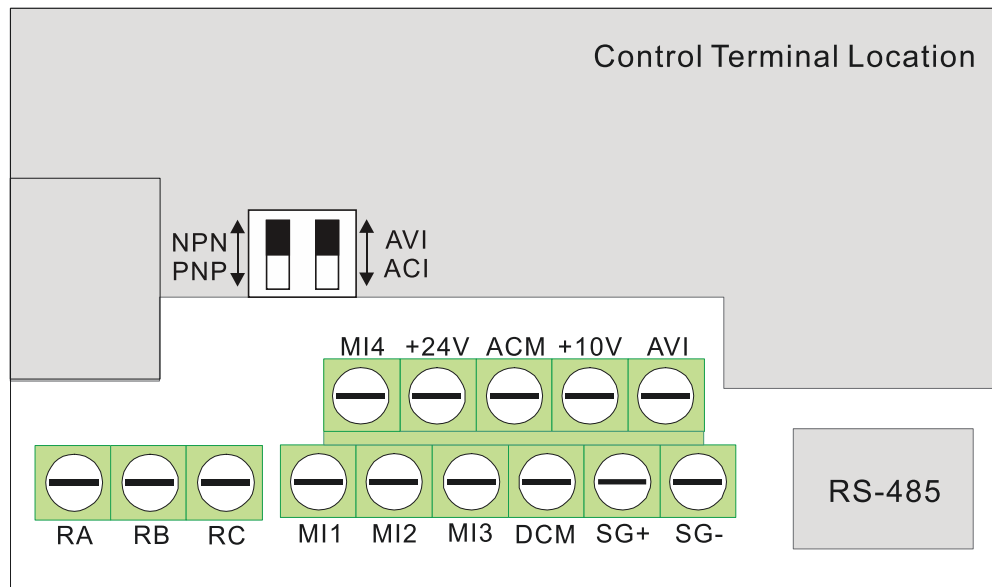 Control Terminal Location
NPN
PNP
AVI
ACI
MI4 +24V ACM +10V AVI
RA RB RC MI1 MI2 MI3 DCM SG+ SG-
RS-485